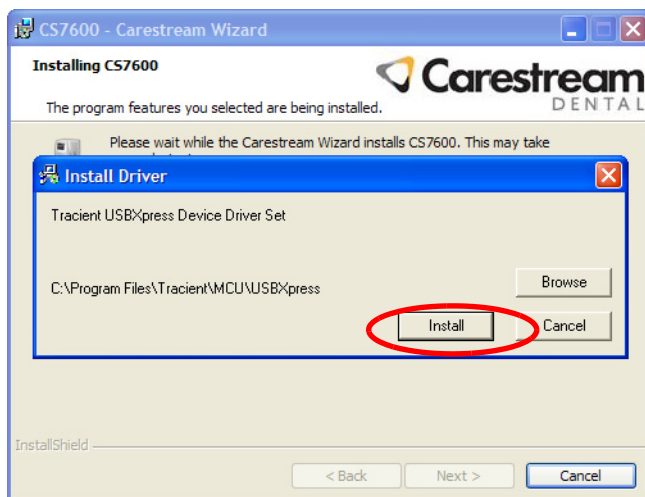 CS7600 - Carestream Wizard
Installing CS7600
Carestream
DENTAL
The program features you selected are being installed.
Please wait while the Carestream Wizard installs CS7600. This may take
Install Driver
Tracient USBXpress Device Driver Set
C:\Program Files\Tracient\MCU\USBXpress
Browse
Install
Cancel
InstallShield
< Back
Next >
Cancel